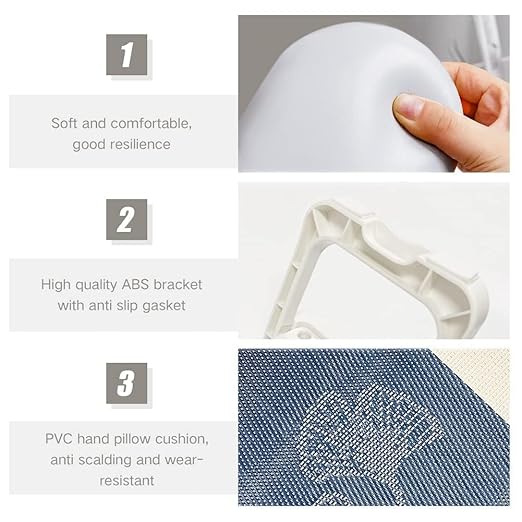 1
Soft and comfortable,
good resilience
2
High quality ABS bracket
with anti slip gasket
3
PVC hand pillow cushion,
anti scalding and wear-
resistant